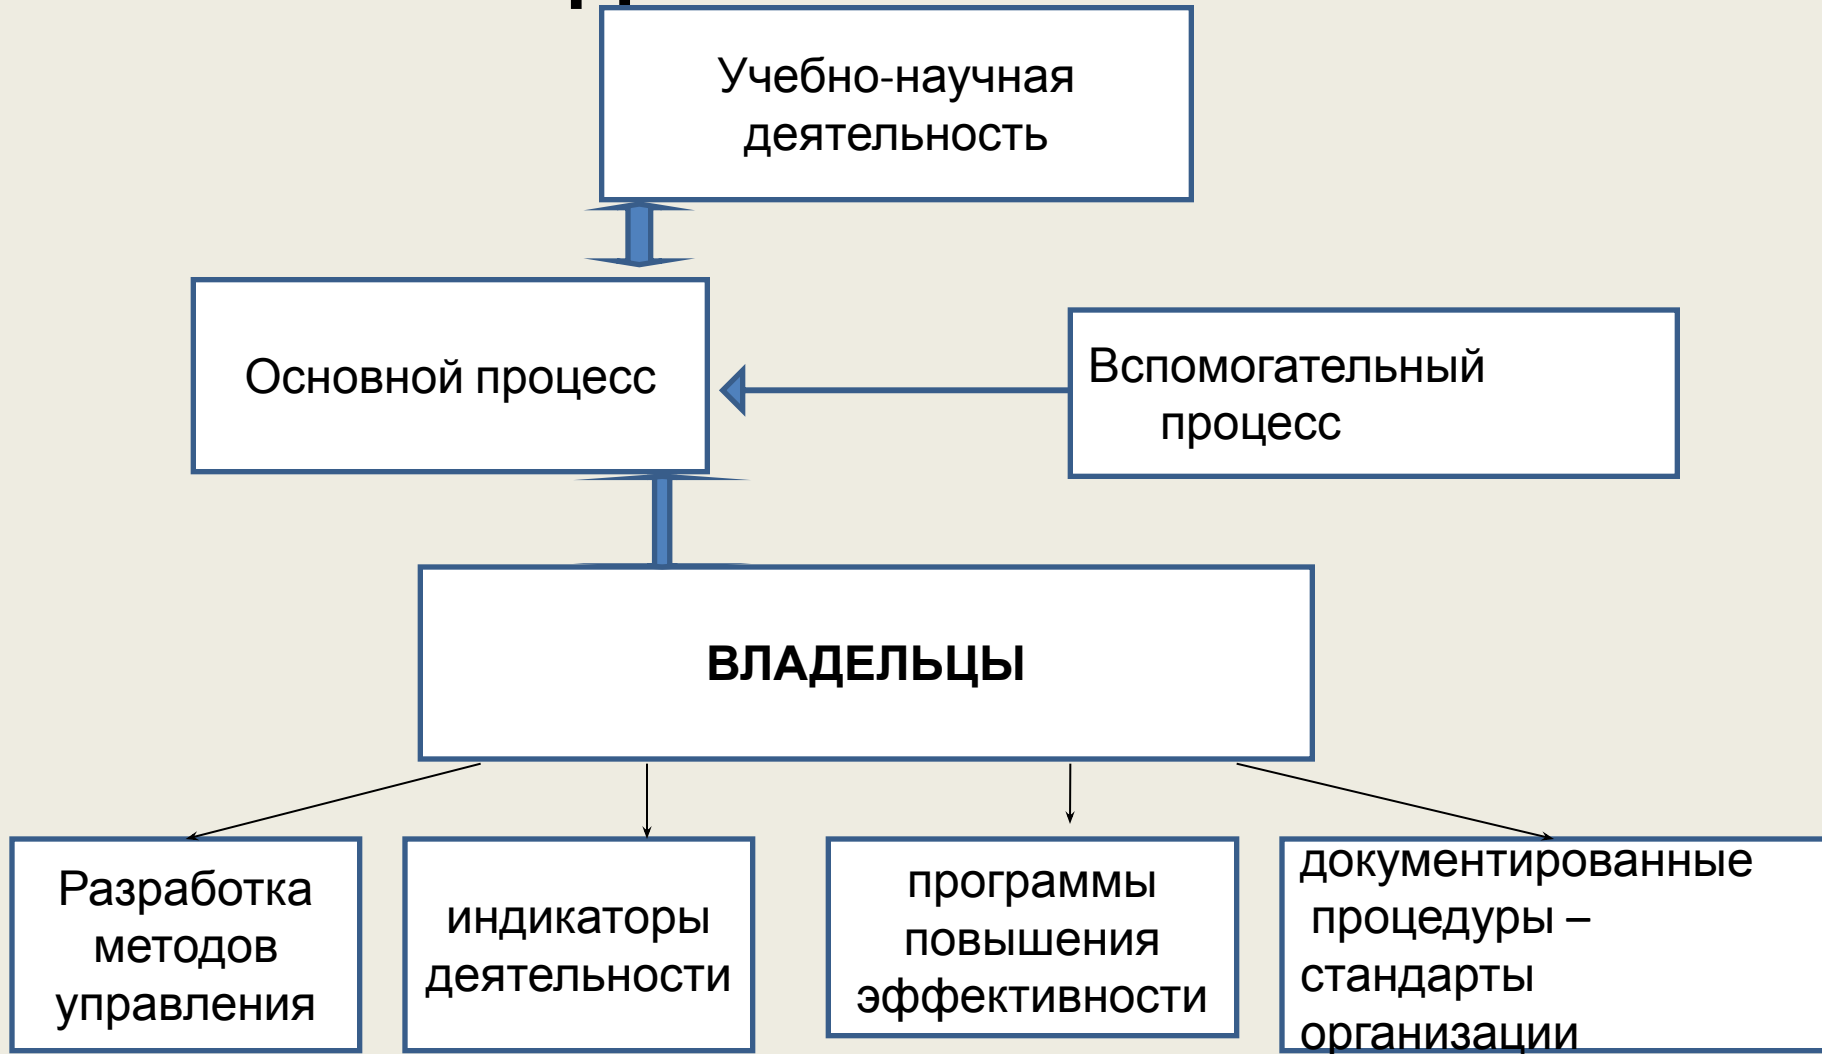 Учебно-научная
деятельность
Основной процесс
Вспомогательный
процесс
ВЛАДЕЛЬЦЫ
Разработка
методов
управления
индикаторы
деятельности
программы
повышения
эффективности
документированные
процедуры –
стандарты
организации